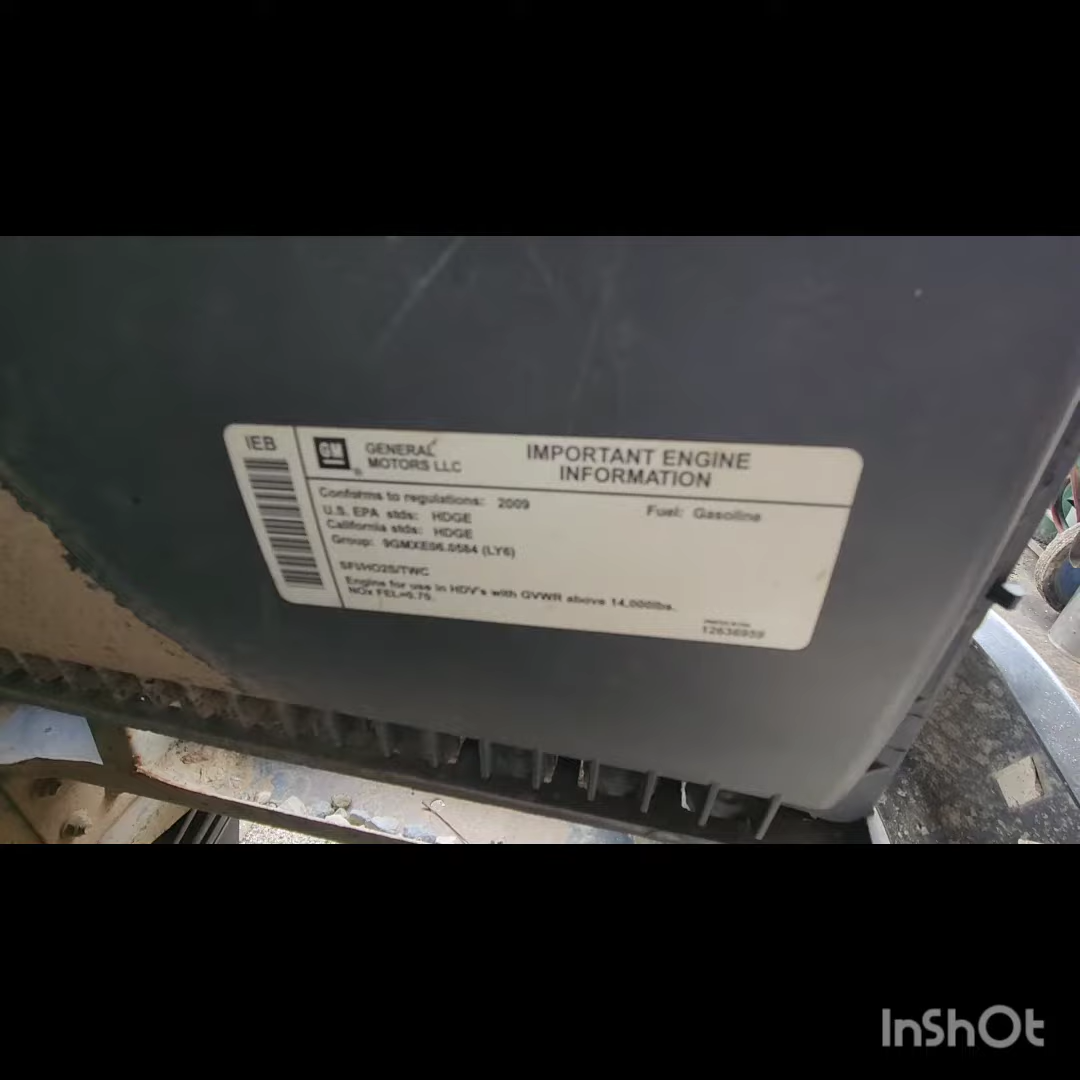 IEB
GM
GENERAL
MOTORS LLC
IMPORTANT ENGINE
INFORMATION
Conforms to regulations: 2009
Fuel: Gasoline
U.S. EPA stds: HDGE
California stds: HDGE
Group: 9GMXE06.0584 (LY6)
SFI/HO2S/TWC
Engine for use in HDV's with GVWR above 14,000lbs.
NOx FEL=0.70.
12636959
InShOt